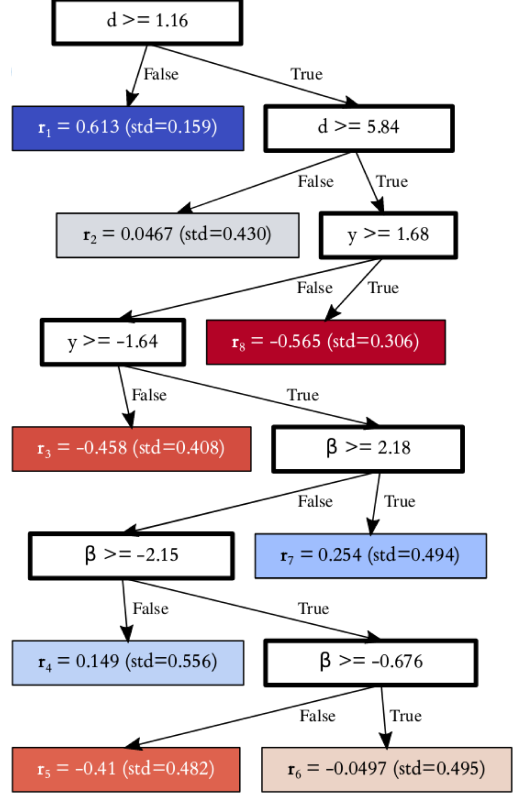 d >= 1.16
False
True
r₁ = 0.613 (std=0.159)
d >= 5.84
False
True
r₂ = 0.0467 (std=0.430)
y >= 1.68
False
True
y >= –1.64
r₈ = –0.565 (std=0.306)
False
True
r₃ = –0.458 (std=0.408)
β >= 2.18
False
True
β >= –2.15
r₇ = 0.254 (std=0.494)
False
True
r₄ = 0.149 (std=0.556)
β >= –0.676
False
True
r₅ = –0.41 (std=0.482)
r₆ = –0.0497 (std=0.495)